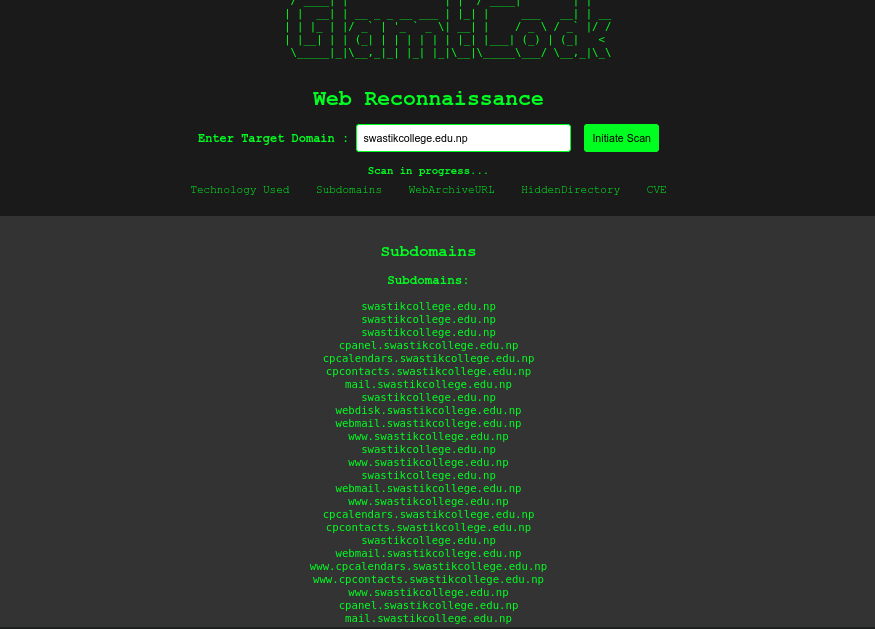 Web Reconnaissance
Enter Target Domain : swastikcollege.edu.np Initiate Scan
Scan in progress...
Technology Used Subdomains WebArchiveURL HiddenDirectory CVE
Subdomains
Subdomains:
swastikcollege.edu.np
swastikcollege.edu.np
swastikcollege.edu.np
cpanel.swastikcollege.edu.np
cpcalendars.swastikcollege.edu.np
cpcontacts.swastikcollege.edu.np
mail.swastikcollege.edu.np
swastikcollege.edu.np
webdisk.swastikcollege.edu.np
webmail.swastikcollege.edu.np
www.swastikcollege.edu.np
swastikcollege.edu.np
www.swastikcollege.edu.np
swastikcollege.edu.np
webmail.swastikcollege.edu.np
www.swastikcollege.edu.np
cpcalendars.swastikcollege.edu.np
cpcontacts.swastikcollege.edu.np
swastikcollege.edu.np
webmail.swastikcollege.edu.np
www.cpcalendars.swastikcollege.edu.np
www.cpcontacts.swastikcollege.edu.np
www.swastikcollege.edu.np
cpanel.swastikcollege.edu.np
mail.swastikcollege.edu.np